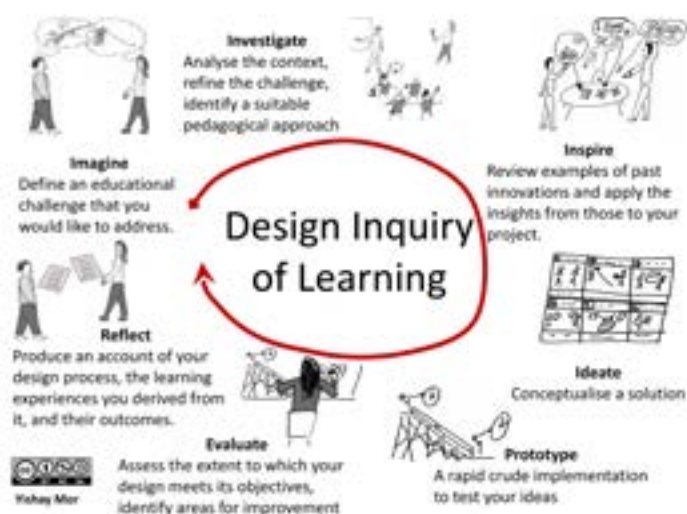 Investigate
Analyse the context,
refine the challenge,
identify a suitable
pedagogical approach
Imagine
Define an educational
challenge that you
would like to address.
Inspire
Review examples of past
innovations and apply the
insights from those to your
project.
Design Inquiry
of Learning
Reflect
Produce an account of your
design process, the learning
experiences you derived from
it, and their outcomes.
Ideate
Conceptualise a solution
Evaluate
Assess the extent to which your
design meets its objectives,
identify areas for improvement
Prototype
A rapid crude implementation
to test your ideas
Yishay Mor